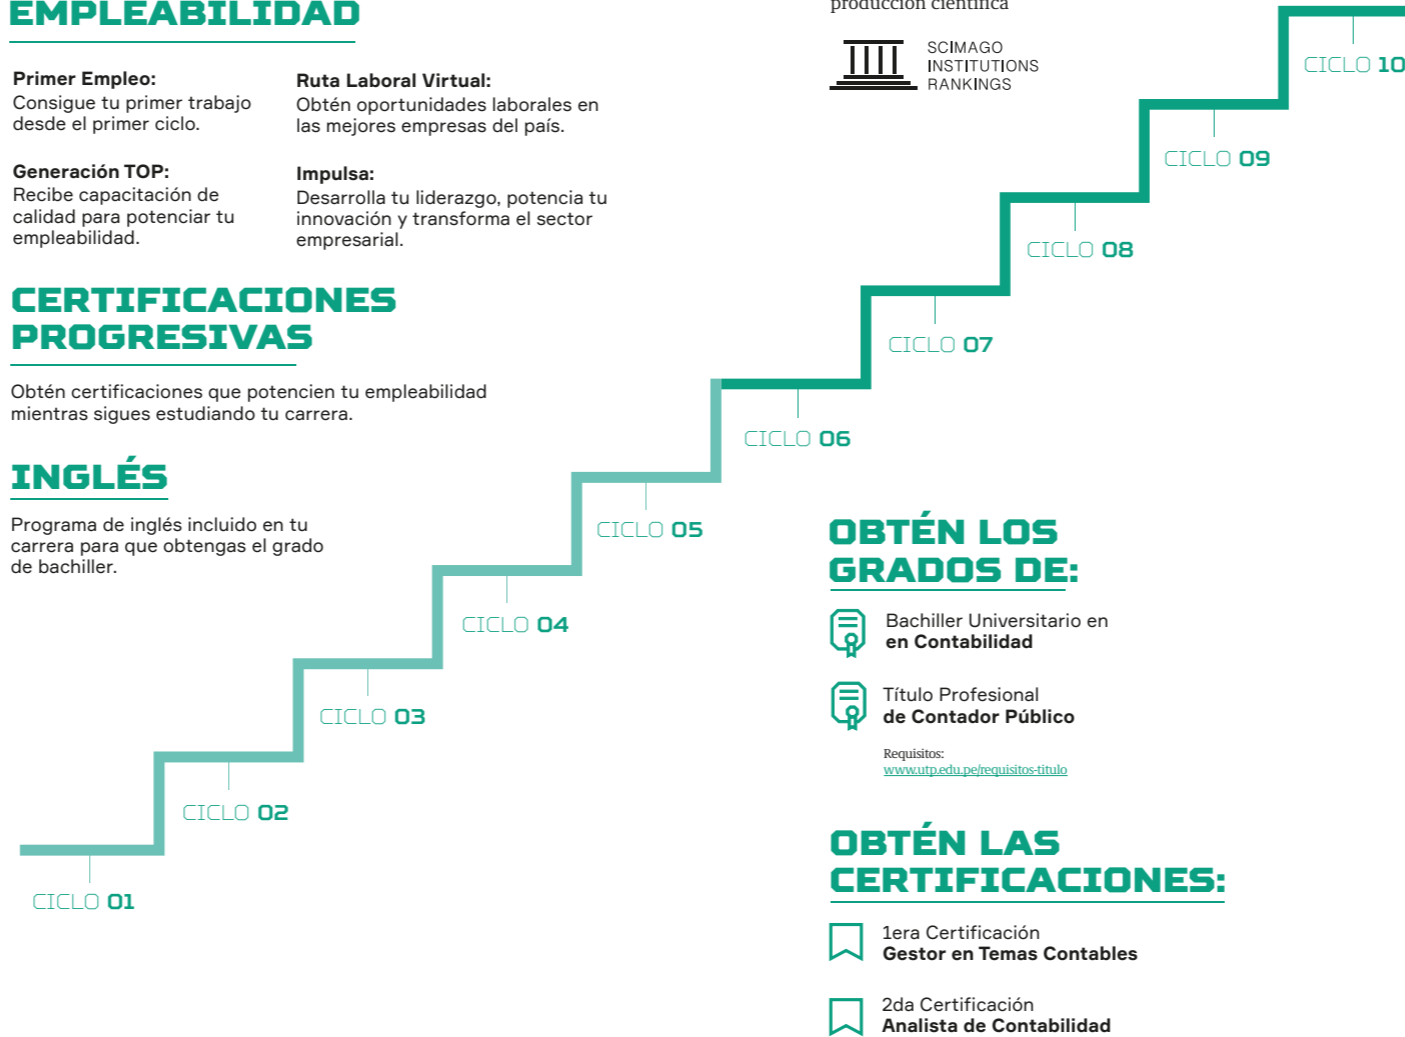 EMPLEABILIDAD
Primer Empleo:
Consigue tu primer trabajo
desde el primer ciclo.
Ruta Laboral Virtual:
Obtén oportunidades laborales en
las mejores empresas del país.
Generación TOP:
Recibe capacitación de
calidad para potenciar tu
empleabilidad.
Impulsa:
Desarrolla tu liderazgo, potencia tu
innovación y transforma el sector
empresarial.
CERTIFICACIONES
PROGRESIVAS
Obtén certificaciones que potencien tu empleabilidad
mientras sigues estudiando tu carrera.
INGLÉS
Programa de inglés incluido en tu
carrera para que obtengas el grado
de bachiller.
producción científica
SCIMAGO
INSTITUTIONS
RANKINGS
CICLO 10
CICLO 09
CICLO 08
CICLO 07
CICLO 06
CICLO 05
CICLO 04
CICLO 03
CICLO 02
CICLO 01
OBTÉN LOS
GRADOS DE:
Bachiller Universitario en
en Contabilidad
Título Profesional
de Contador Público
Requisitos:
www.utp.edu.pe/requisitos-titulo
OBTÉN LAS
CERTIFICACIONES:
1era Certificación
Gestor en Temas Contables
2da Certificación
Analista de Contabilidad